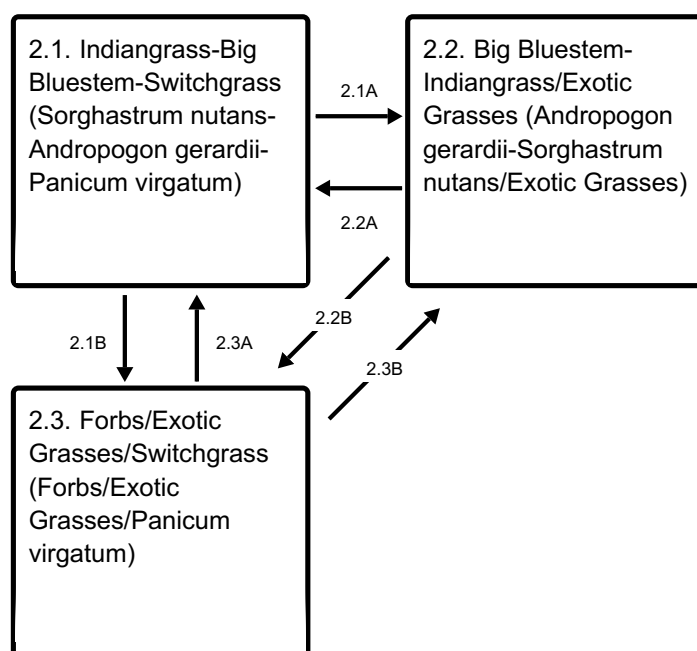 2.1. Indiangrass-Big
Bluestem-Switchgrass
(Sorghastrum nutans-
Andropogon gerardii-
Panicum virgatum)
2.1A
2.2A
2.2. Big Bluestem-
Indiangrass/Exotic
Grasses (Andropogon
gerardii-Sorghastrum
nutans/Exotic Grasses)
2.1B
2.3A
2.2B
2.3B
2.3. Forbs/Exotic
Grasses/Switchgrass
(Forbs/Exotic
Grasses/Panicum
virgatum)